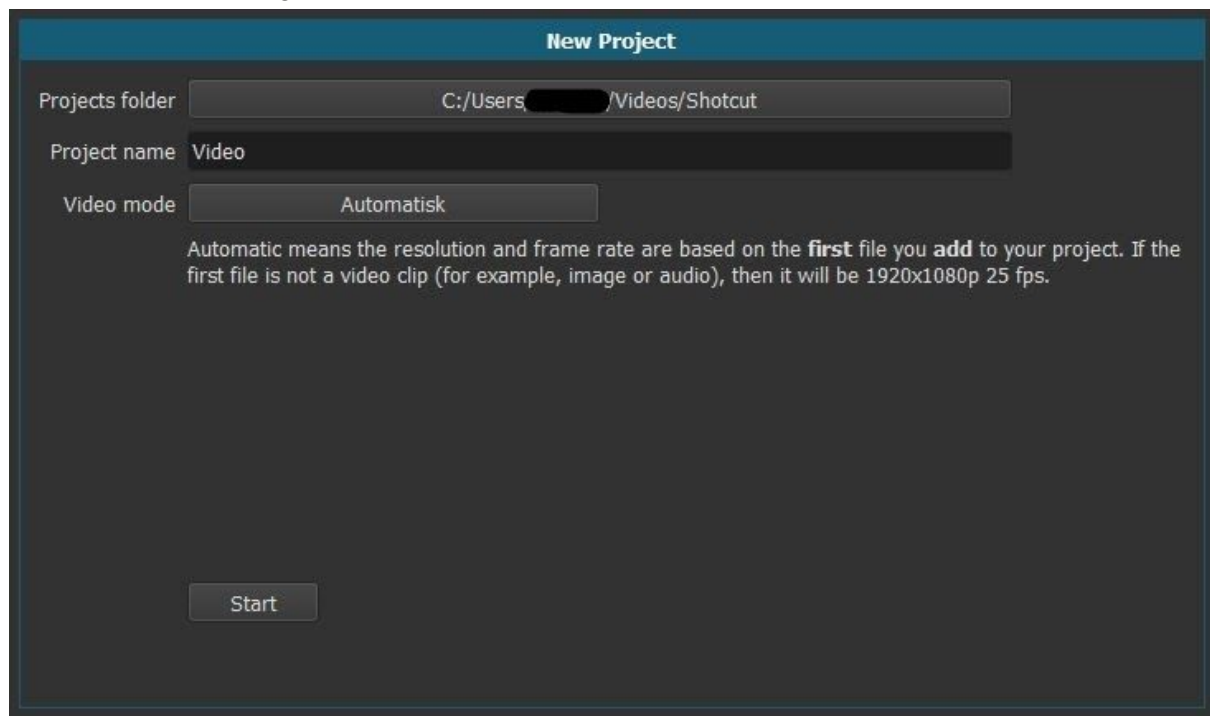 New Project
Projects folder C:/Users/ /Videos/Shotcut
Project name Video
Video mode Automatisk
Automatic means the resolution and frame rate are based on the first file you add to your project. If the
first file is not a video clip (for example, image or audio), then it will be 1920x1080p 25 fps.
Start